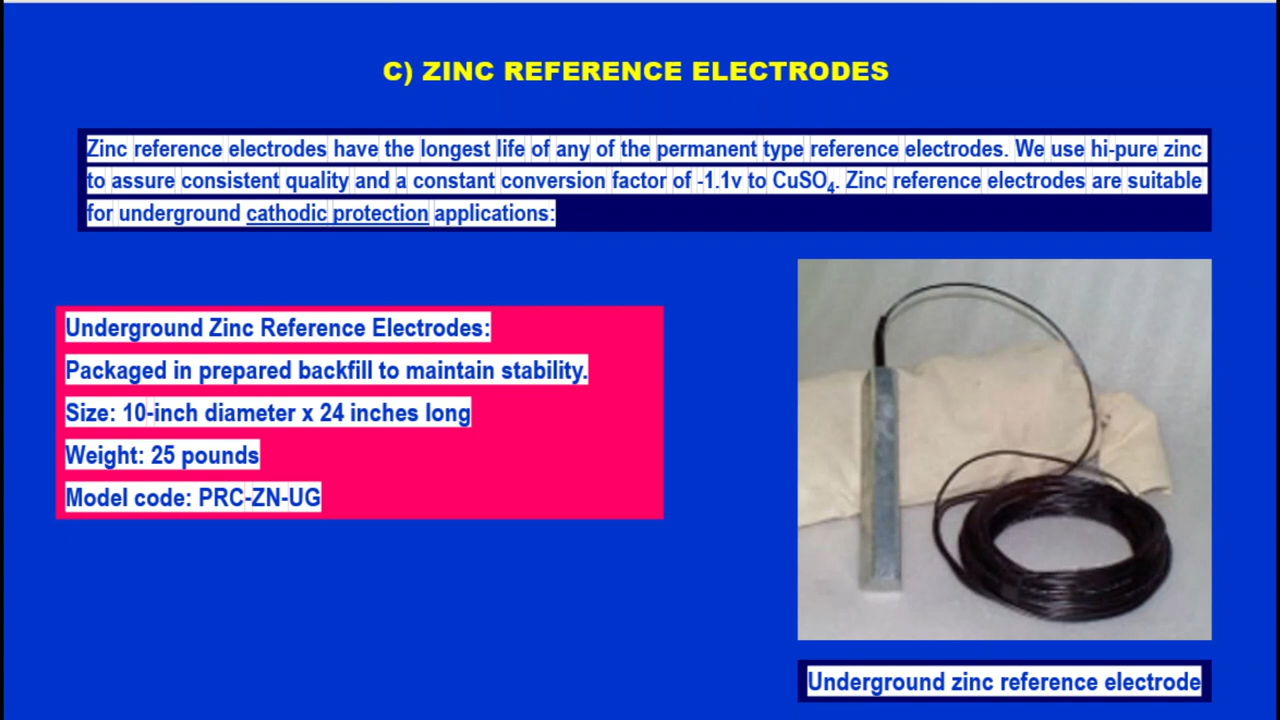 C) ZINC REFERENCE ELECTRODES
Zinc reference electrodes have the longest life of any of the permanent type reference electrodes. We use hi-pure zinc
to assure consistent quality and a constant conversion factor of -1.1v to CuSO₄. Zinc reference electrodes are suitable
for underground cathodic protection applications:
Underground Zinc Reference Electrodes:
Packaged in prepared backfill to maintain stability.
Size: 10-inch diameter x 24 inches long
Weight: 25 pounds
Model code: PRC-ZN-UG
Underground zinc reference electrode